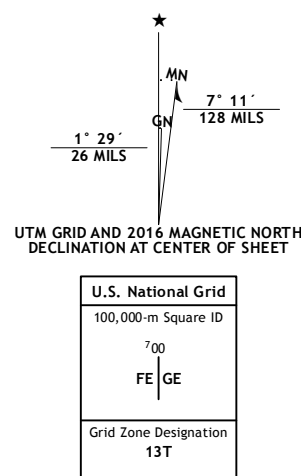 ★
MN
GN
7° 11´
128 MILS
1° 29´
26 MILS
UTM GRID AND 2016 MAGNETIC NORTH
DECLINATION AT CENTER OF SHEET
U.S. National Grid
100,000-m Square ID
⁷00
FE GE
Grid Zone Designation
13T